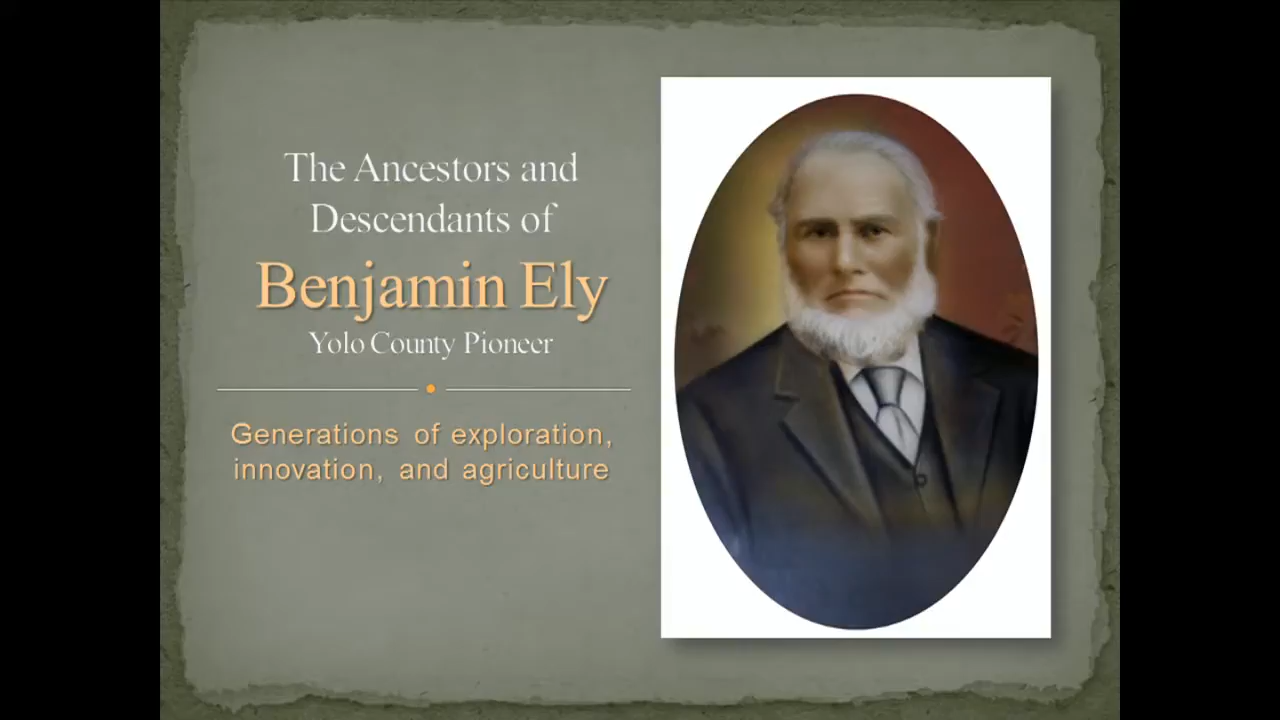 The Ancestors and
Descendants of
Benjamin Ely
Yolo County Pioneer
Generations of exploration,
innovation, and agriculture